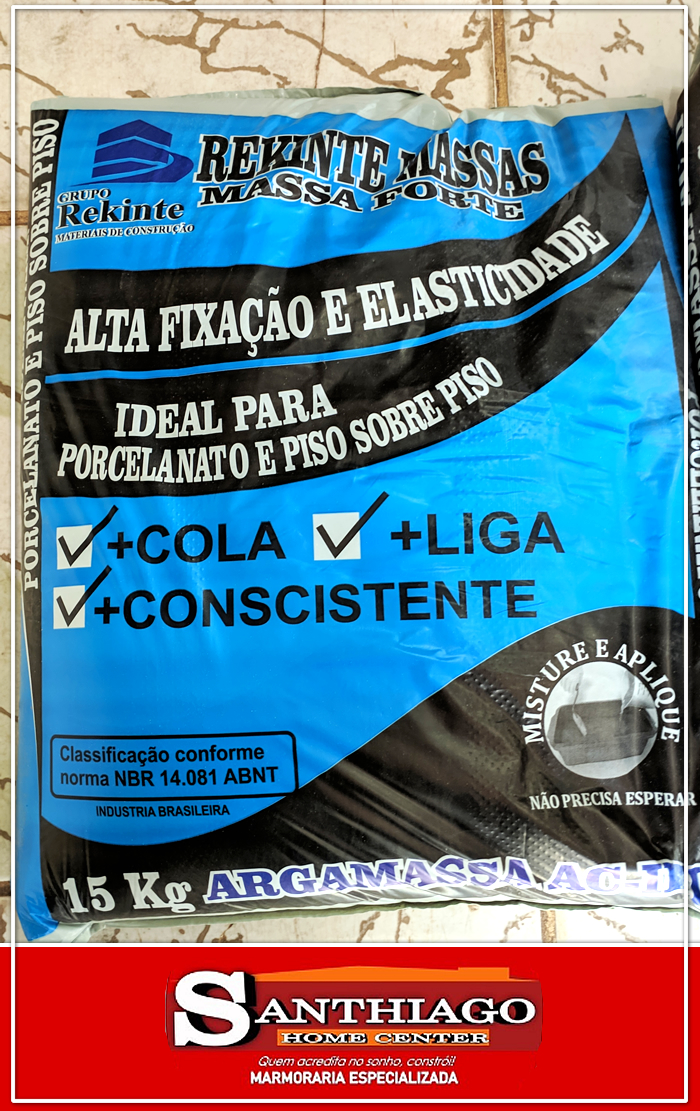 REKINTE MASSAS
MASSA FORTE
GRUPO
Rekinte
MATERIAIS DE CONSTRUÇÃO
PORCELANATO E PISO SOBRE PISO
ALTA FIXAÇÃO E ELASTICIDADE
IDEAL PARA
PORCELANATO E PISO SOBRE PISO
+COLA +LIGA
+CONSCISTENTE
MISTURE E APLIQUE
NÃO PRECISA ESPERAR
Classificação conforme
norma NBR 14.081 ABNT
INDUSTRIA BRASILEIRA
15 Kg ARGAMASSA
SANTHIAGO
HOME CENTER
Quem acredita no sonho, constrói!!
MARMORARIA ESPECIALIZADA